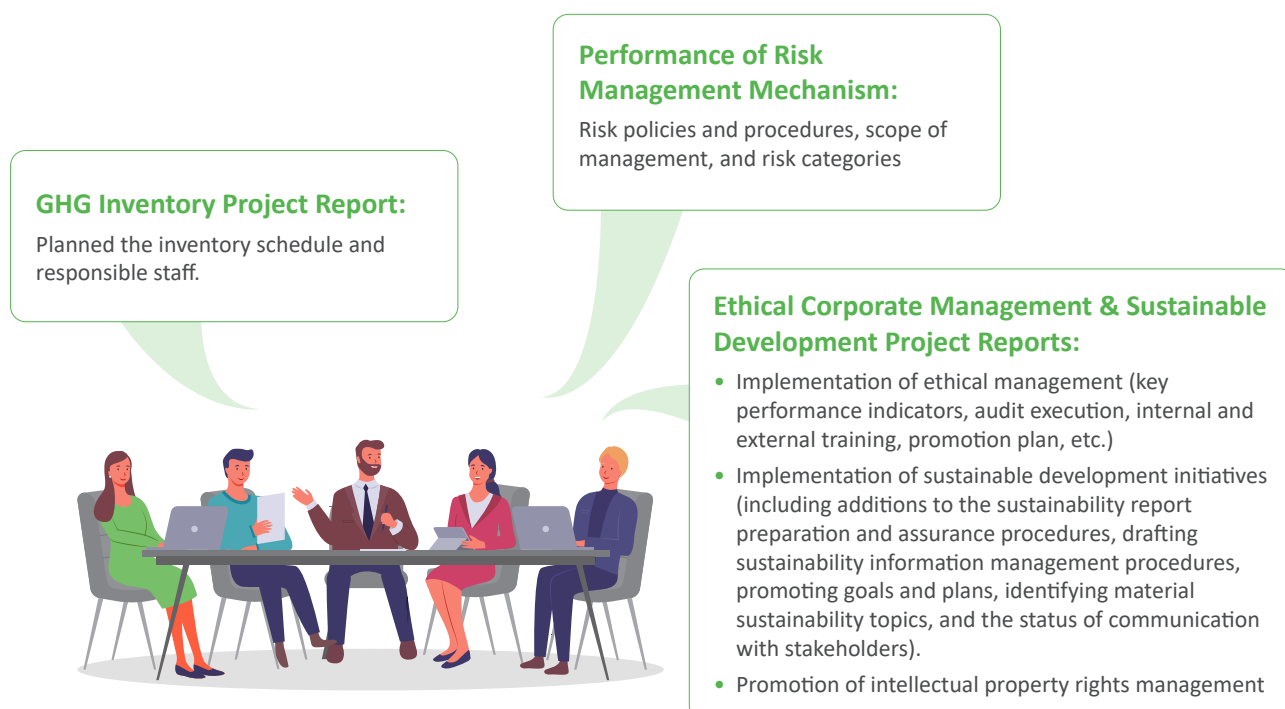 Performance of Risk
Management Mechanism:
Risk policies and procedures, scope of
management, and risk categories
GHG Inventory Project Report:
Planned the inventory schedule and
responsible staff.
Ethical Corporate Management & Sustainable
Development Project Reports:
• Implementation of ethical management (key
performance indicators, audit execution, internal and
external training, promotion plan, etc.)
• Implementation of sustainable development initiatives
(including additions to the sustainability report
preparation and assurance procedures, drafting
sustainability information management procedures,
promoting goals and plans, identifying material
sustainability topics, and the status of communication
with stakeholders).
• Promotion of intellectual property rights management